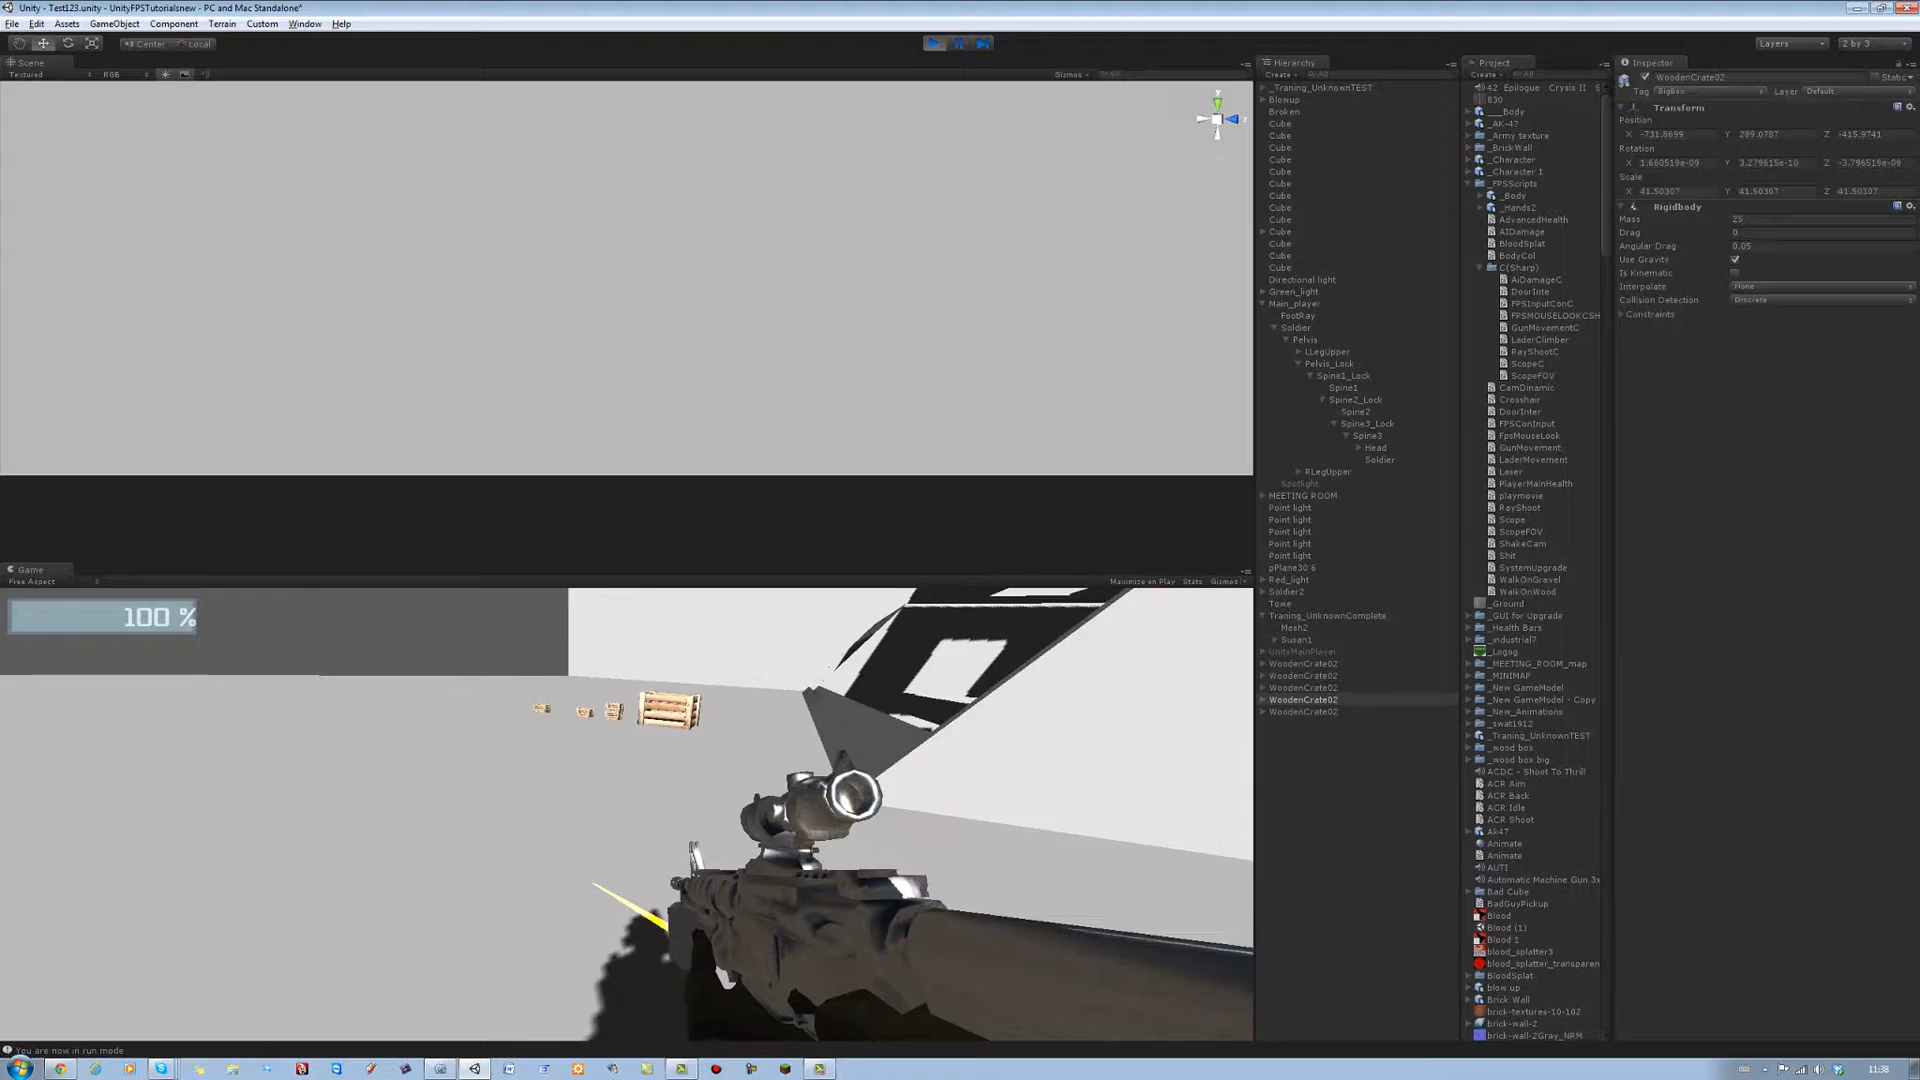 Unity - Test123.unity - UnityFPSTutorialsnew - PC and Mac Standalone*
File Edit Assets GameObject Component Terrain Custom Window Help
Center Local
Layers 2 by 3
Scene
Textured RGB Gizmos All
Hierarchy
Create All
_Traning_UnknownTEST
Blowup
Broken
Cube
Cube
Cube
Cube
Cube
Cube
Cube
Cube
Cube
Cube
Cube
Cube
Cube
Directional light
Green_light
Main_player
FootRay
Soldier
Pelvis
LLegUpper
Pelvis_Lock
Spine1_Lock
Spine1
Spine2_Lock
Spine2
Spine3_Lock
Spine3
Head
Soldier
RLegUpper
Spotlight
MEETING ROOM
Point light
Point light
Point light
Point light
Point light
pPlane30 6
Red_light
Soldier2
Towe
Traning_UnknownComplete
Mesh2
Susan1
UnityMainPlayer
WoodenCrate02
WoodenCrate02
WoodenCrate02
WoodenCrate02
WoodenCrate02
Project
Create All
42 Epilogue Crysis II S
030
___Body
_AK-47
_Army texture
_BrickWall
_Character
_Character 1
_FPSScripts
_Body
_Hands2
AdvancedHealth
AIDamage
BloodSplat
BodyCol
C(Sharp)
AiDamageC
DoorInte
FPSInputConC
FPSMOUSELOOKCSH
GunMovementC
LaderClimber
RayShootC
ScopeC
ScopeFOV
CamDinamic
Crosshair
DoorInter
FPSConInput
FpsMouseLook
GunMovement
LaderMovement
Laser
PlayerMainHealth
playmovie
RayShoot
Scope
ScopeFOV
ShakeCam
Shit
SystemUpgrade
WalkOnGravel
WalkOnWood
_Ground
_GUI for Upgrade
_Health Bars
_industrial7
_Logog
_MEETING_ROOM_map
_MINIMAP
_New GameModel
_New GameModel - Copy
_New_Animations
_swat1912
_Traning_UnknownTEST
_wood box
_wood box big
ACDC - Shoot To Thrill
ACR Aim
ACR Back
ACR Idle
ACR Shoot
Ak47
Animate
Animate
AUTI
Automatic Machine Gun 3x
Bad Cube
BadGuyPickup
Blood
Blood (1)
Blood 1
blood_splatter3
blood_splatter_transparen
BloodSplat
blow up
Brick Wall
brick-textures-10-102
brick-wall-2
brick-wall-2Gray_NRM
Inspector
WoodenCrate02 Static
Tag BigBox Layer Default
Transform
Position
X -731.8699 Y 289.0787 Z -415.9741
Rotation
X 1.660519e-09 Y 3.279615e-10 Z -3.796519e-09
Scale
X 41.50307 Y 41.50307 Z 41.50307
Rigidbody
Mass 25
Drag 0
Angular Drag 0.05
Use Gravity
Is Kinematic
Interpolate None
Collision Detection Discrete
Constraints
Game
Free Aspect Maximize on Play Stats Gizmos
100 %
You are now in run mode
11:38